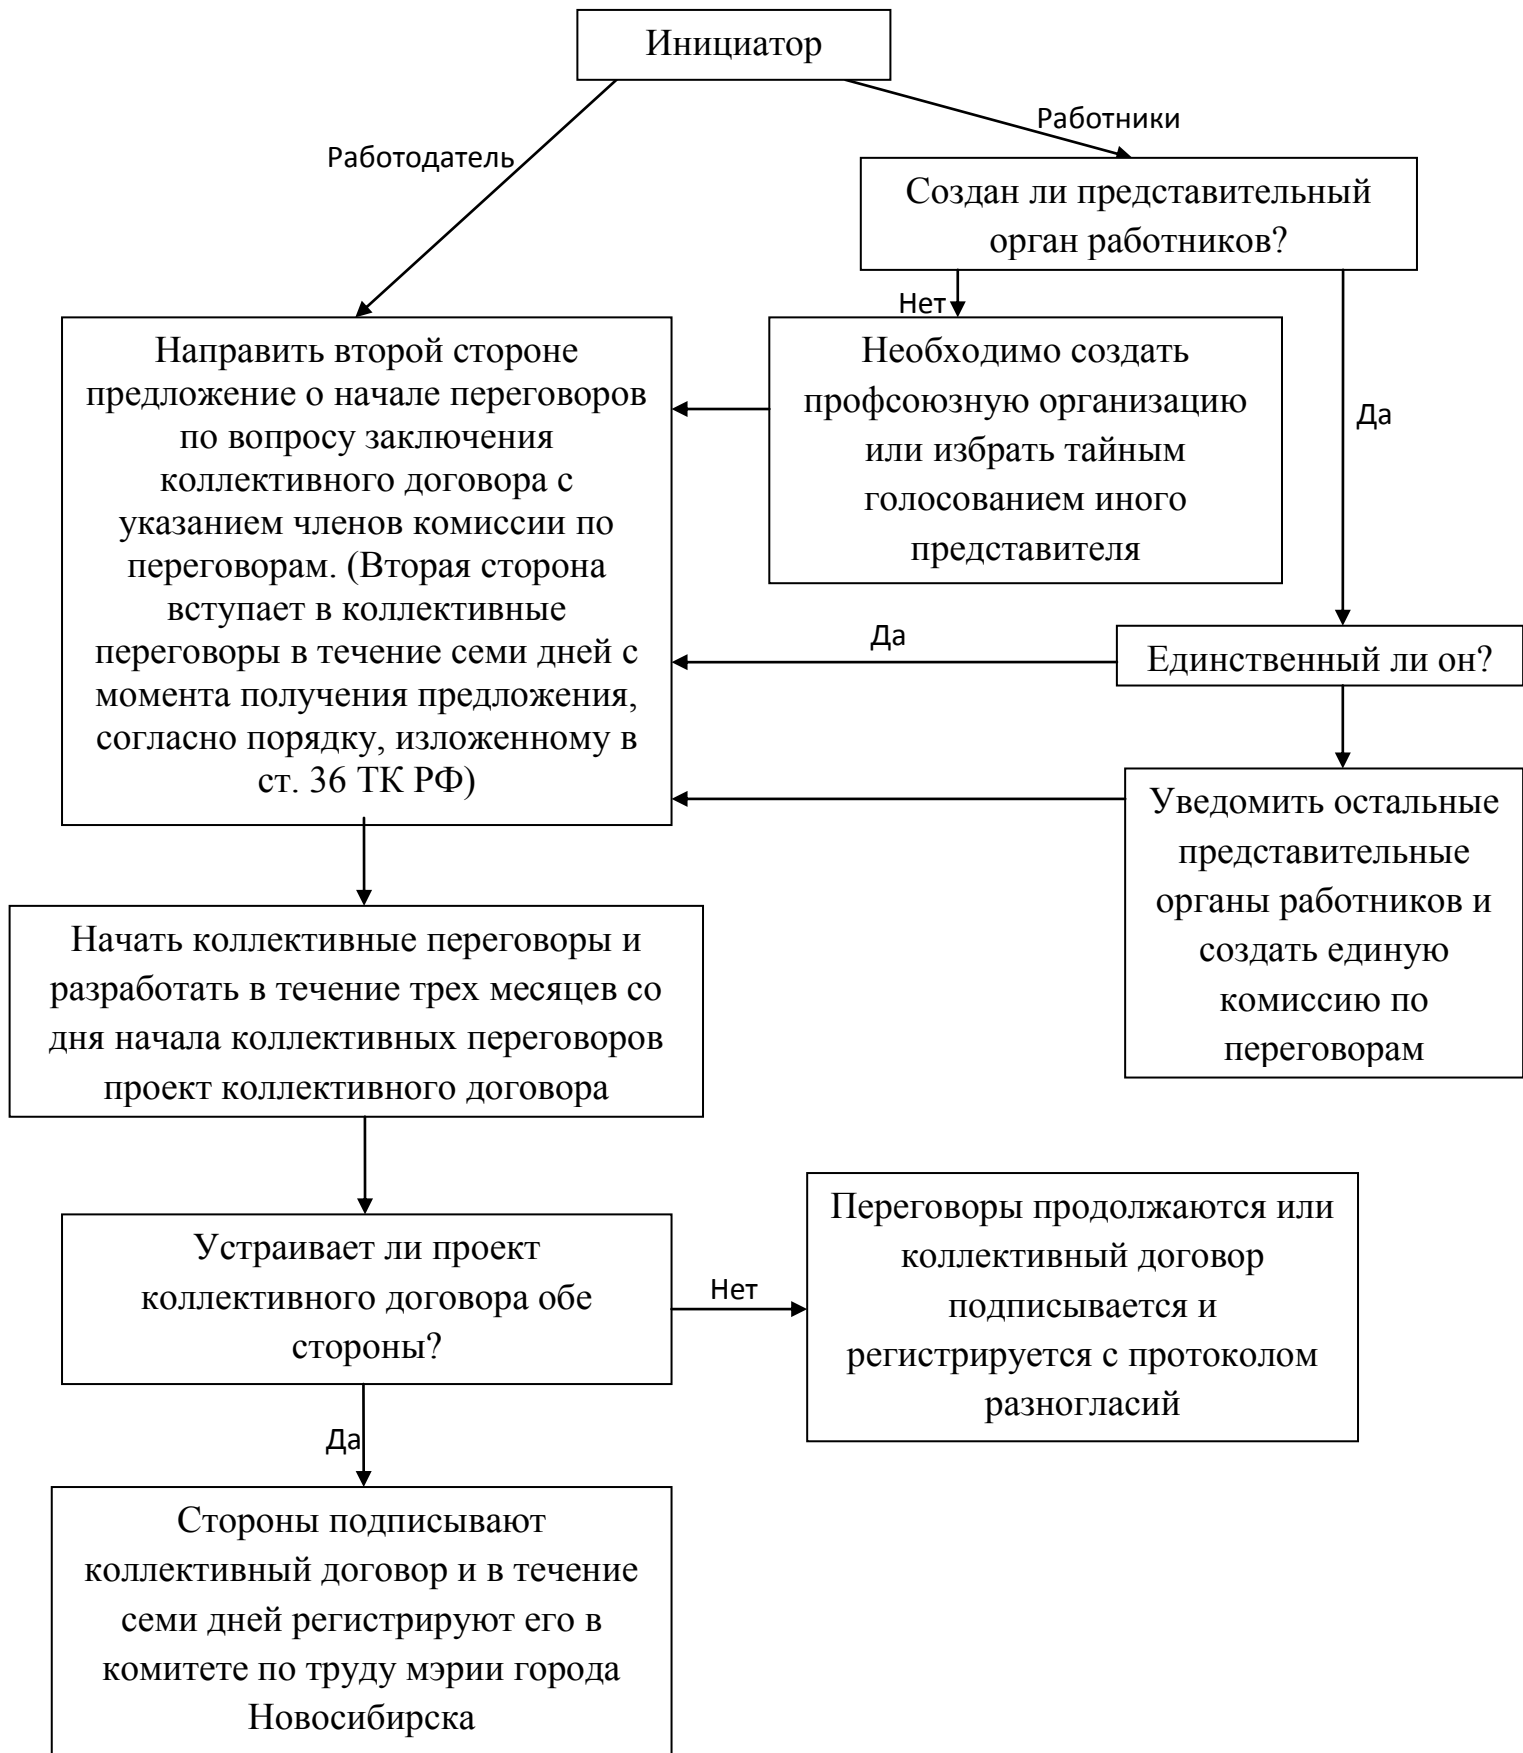 Инициатор
Работодатель
Работники
Создан ли представительный
орган работников?
Нет
Да
Направить второй стороне
предложение о начале переговоров
по вопросу заключения
коллективного договора с
указанием членов комиссии по
переговорам. (Вторая сторона
вступает в коллективные
переговоры в течение семи дней с
момента получения предложения,
согласно порядку, изложенному в
ст. 36 ТК РФ)
Необходимо создать
профсоюзную организацию
или избрать тайным
голосованием иного
представителя
Да
Единственный ли он?
Уведомить остальные
представительные
органы работников и
создать единую
комиссию по
переговорам
Начать коллективные переговоры и
разработать в течение трех месяцев со
дня начала коллективных переговоров
проект коллективного договора
Устраивает ли проект
коллективного договора обе
стороны?
Нет
Переговоры продолжаются или
коллективный договор
подписывается и
регистрируется с протоколом
разногласий
Да
Стороны подписывают
коллективный договор и в течение
семи дней регистрируют его в
комитете по труду мэрии города
Новосибирска